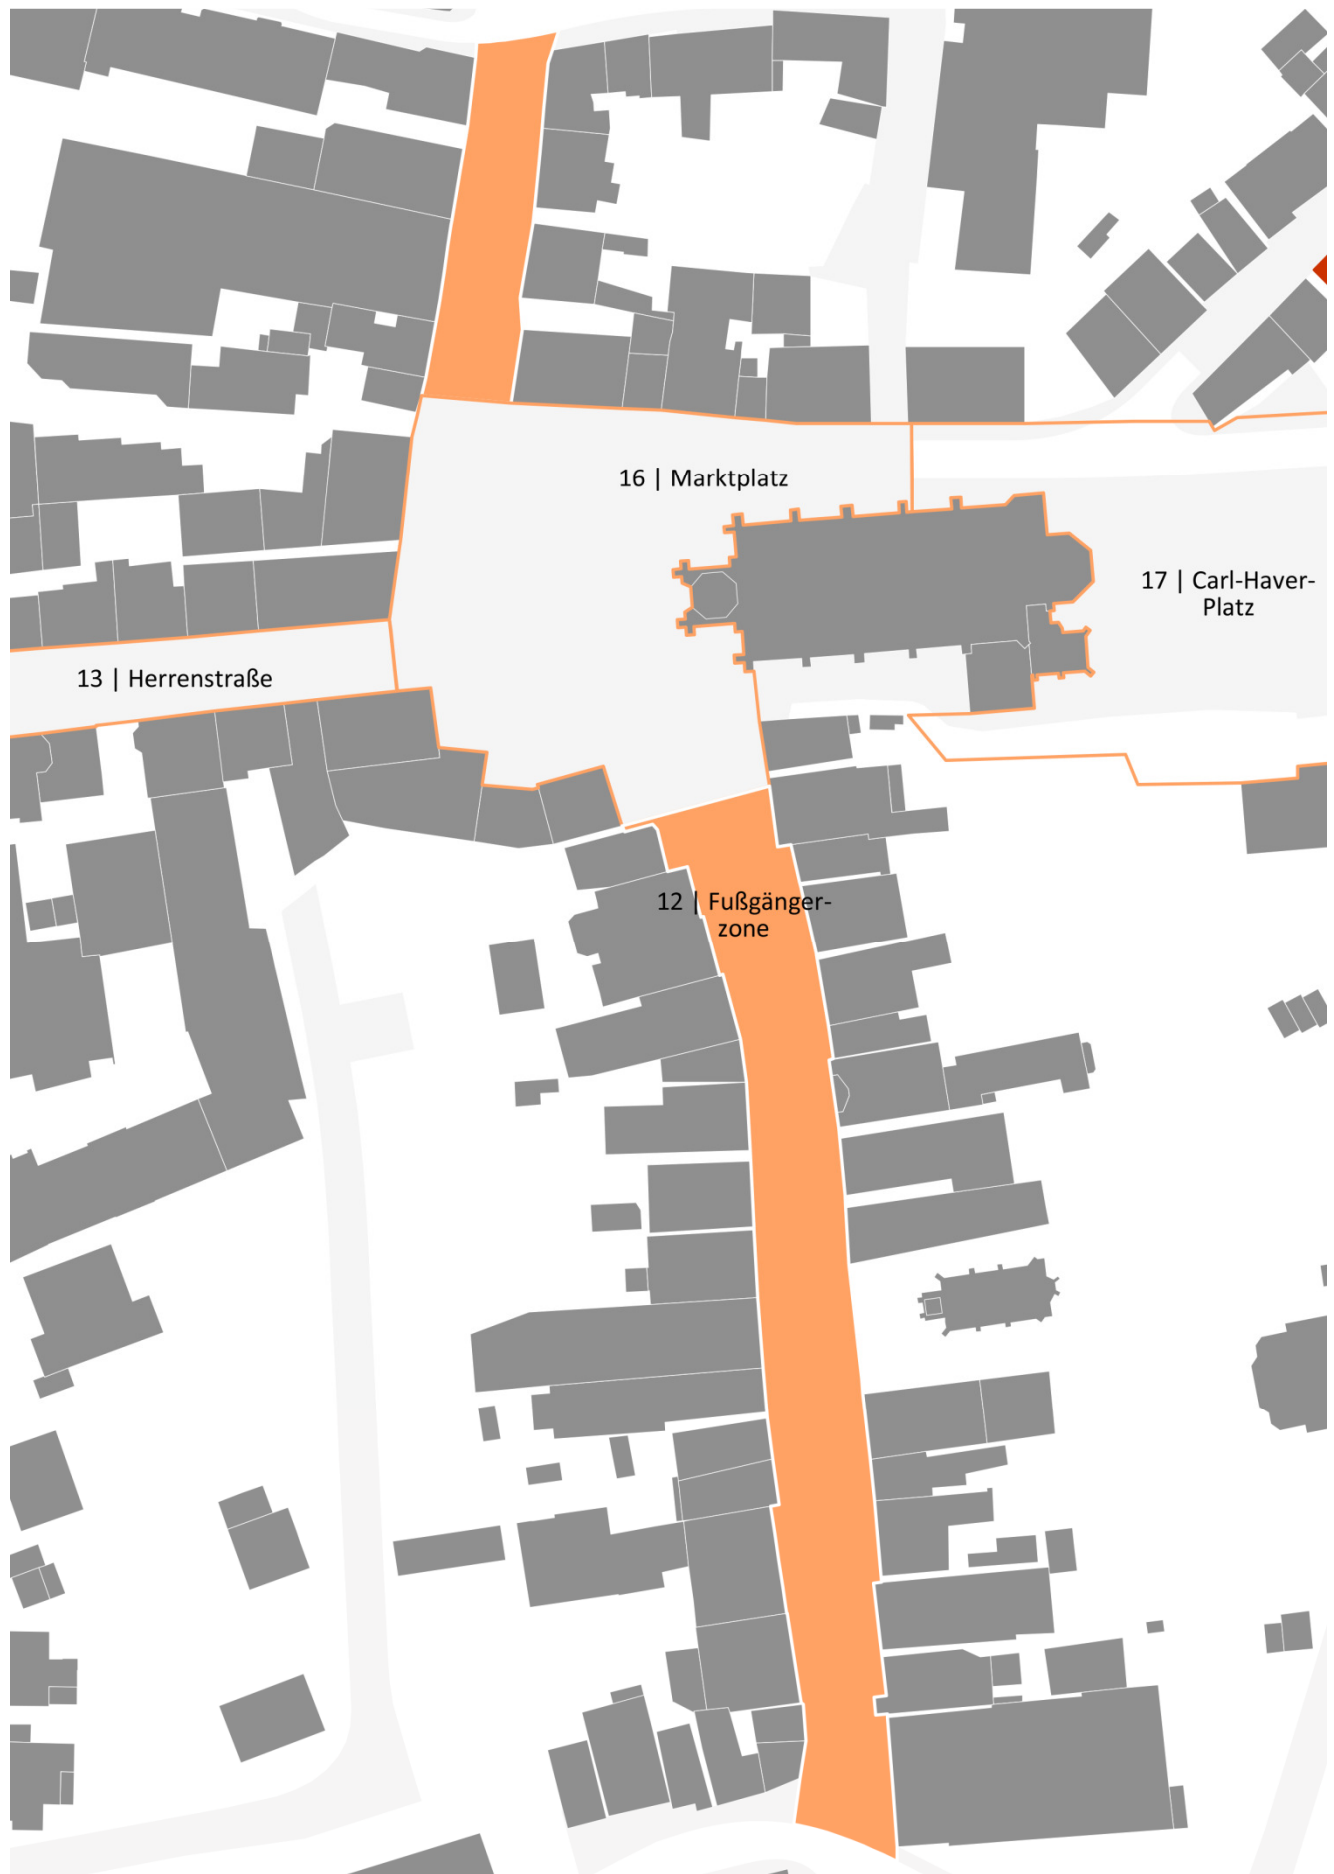 16 | Marktplatz
17 | Carl-Haver-
Platz
13 | Herrenstraße
12 | Fußgänger-
zone